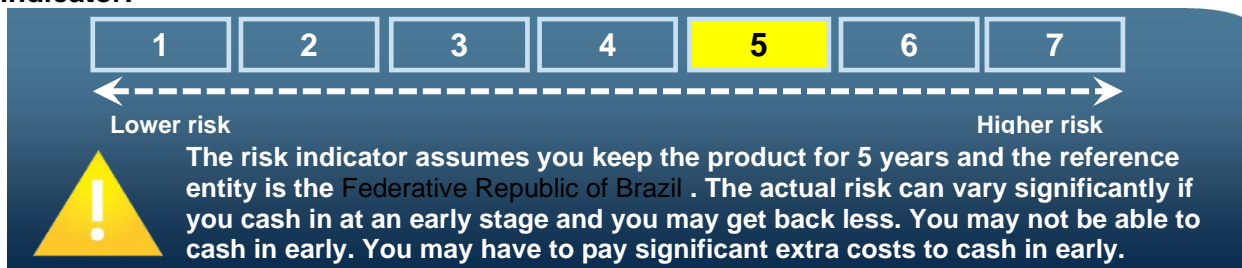 Indicator:
1 2 3 4 5 6 7
Lower risk Higher risk
The risk indicator assumes you keep the product for 5 years and the reference
entity is the Federative Republic of Brazil . The actual risk can vary significantly if
you cash in at an early stage and you may get back less. You may not be able to
cash in early. You may have to pay significant extra costs to cash in early.